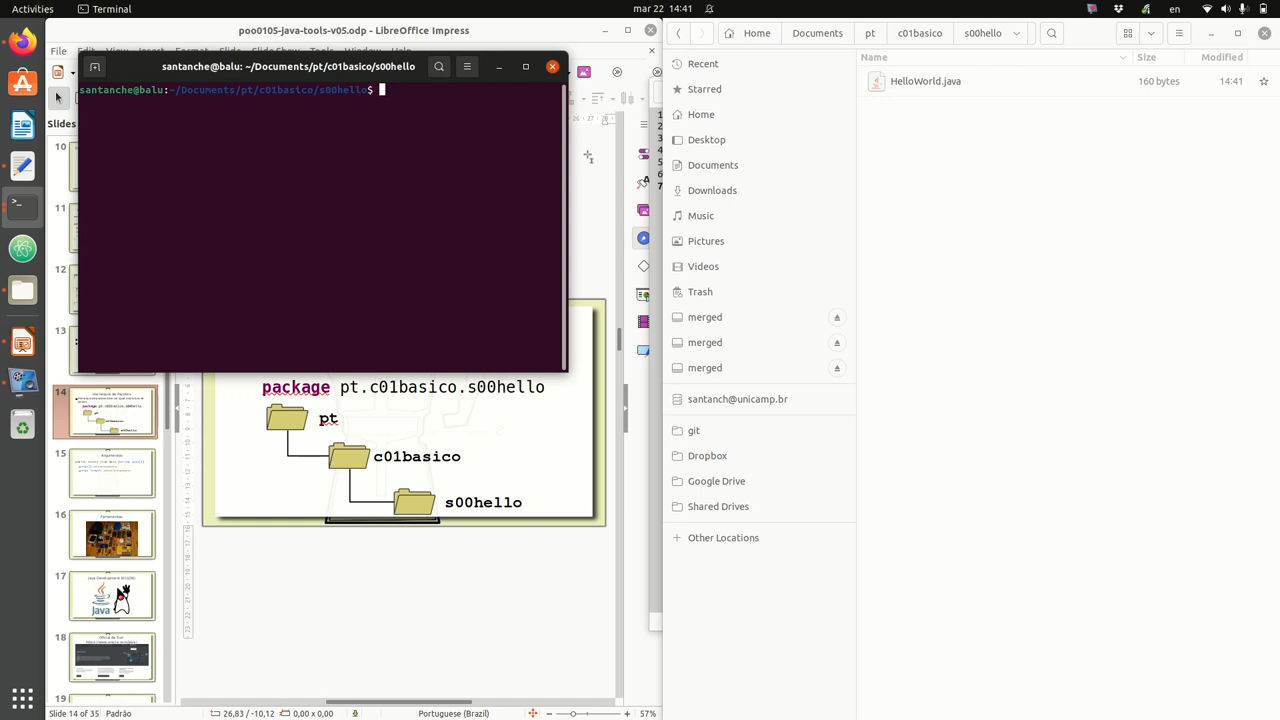 Activities
Terminal
mar 22 14:41
poo0105-java-tools-v05.odp - LibreOffice Impress
File
Slides
santanche@balu: ~/Documents/pt/c01basico/s00hello
santanche@balu:~/Documents/pt/c01basico/s00hello$
10
11
12
13
14
15
16
17
18
19
package pt.c01basico.s00hello
pt
c01basico
s00hello
Slide 14 of 35
Padrão
26,83 / -10,12
0,00 x 0,00
Portuguese (Brazil)
57%
Home
Documents
pt
c01basico
s00hello
Name
Size
Modified
HelloWorld.java
160 bytes
14:41
Recent
Starred
Home
Desktop
Documents
Downloads
Music
Pictures
Videos
Trash
merged
merged
merged
santanch@unicamp.br
git
Dropbox
Google Drive
Shared Drives
Other Locations